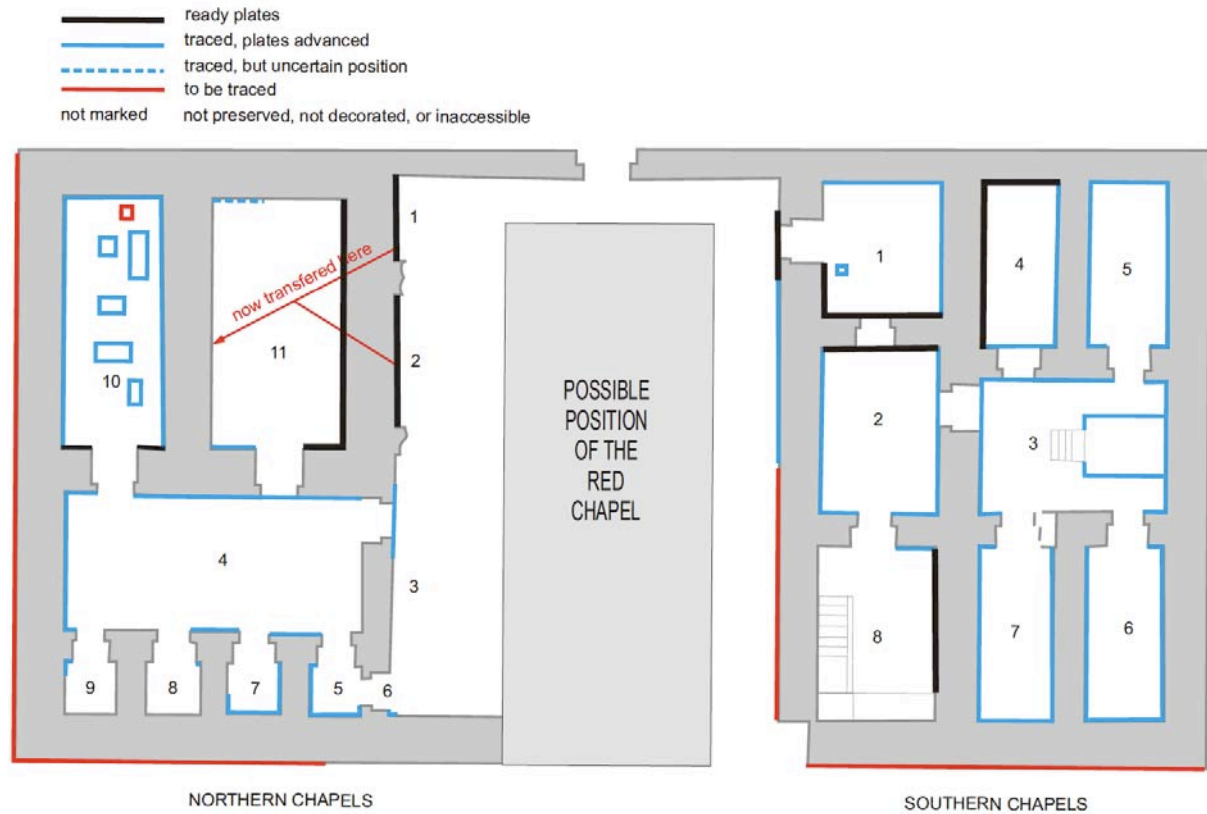 ready plates
traced, plates advanced
traced, but uncertain position
to be traced
not marked not preserved, not decorated, or inaccessible
1
2
3
now transfered here
11
10
4
9
8
7
5
6
POSSIBLE
POSITION
OF THE
RED
CHAPEL
1
4
5
2
3
8
7
6
NORTHERN CHAPELS
SOUTHERN CHAPELS